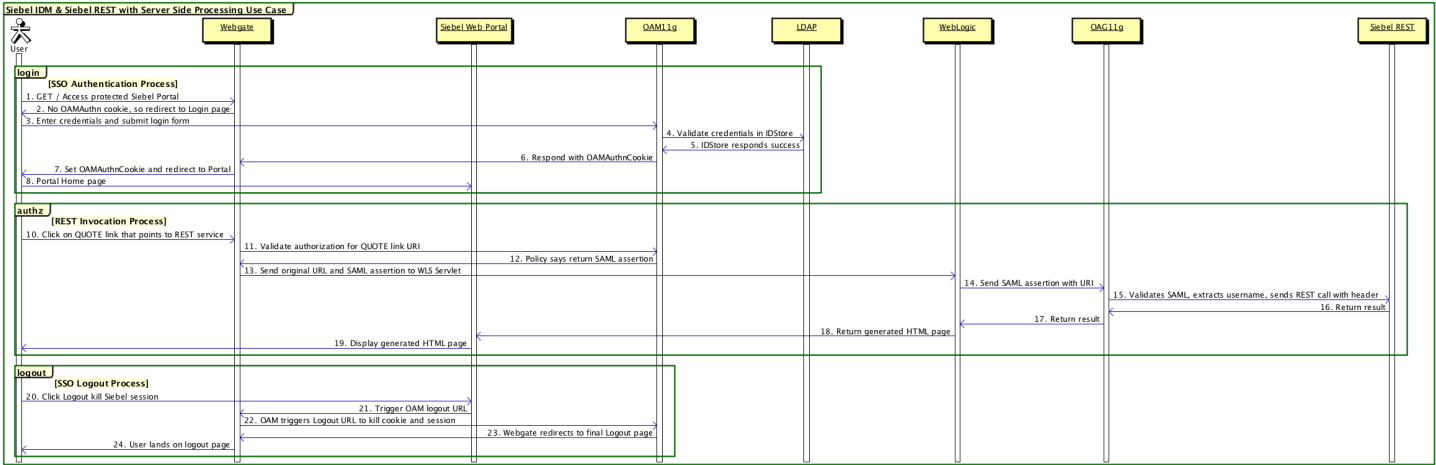 Siebel IDM & Siebel REST with Server Side Processing Use Case
User
Webgate
Siebel Web Portal
OAM11g
LDAP
WebLogic
OAG11g
Siebel REST
login
[SSO Authentication Process]
1. GET / Access protected Siebel Portal
2. No OAMAuthn cookie, so redirect to Login page
3. Enter credentials and submit login form
4. Validate credentials in IDStore
5. IDStore responds success
6. Respond with OAMAuthnCookie
7. Set OAMAuthnrCookie and redirect to Portal
8. Portal Home page
authz
[REST Invocation Process]
10. Click on QUOTE link that points to REST service
11. Validate authorization for QUOTE link URI
12. Policy says return SAML assertion
13. Send original URL and SAML assertion to WLS Servlet
14. Send SAML assertion with URI
15. Validates SAML, extracts username, sends REST call with header
16. Return result
17. Return result
18. Return generated HTML page
19. Display generated HTML page
logout
[SSO Logout Process]
20. Click Logout kill Siebel session
21. Trigger OAM logout URL
22. OAM triggers Logout URL to kill cookie and session
23. Webgate redirects to final Logout page
24. User lands on logout page